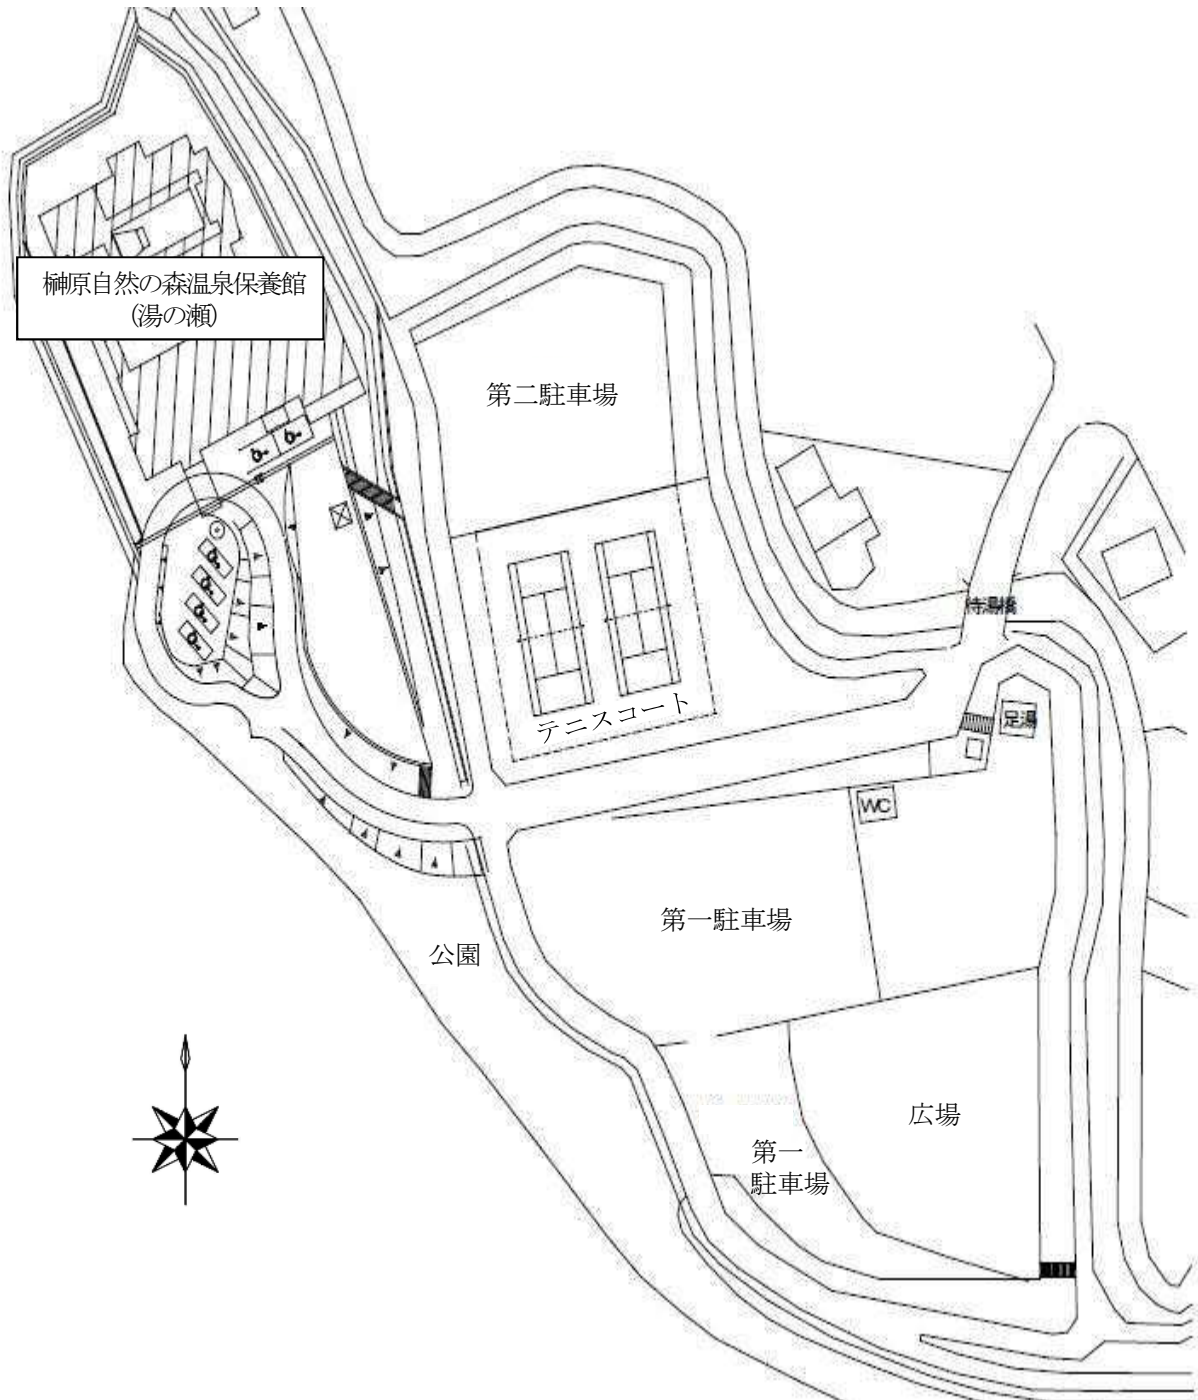 榊原自然の森温泉保養館
(湯の瀬)
第二駐車場
待湯橋
テニスコート
足湯
WC
第一駐車場
公園
広場
第一
駐車場